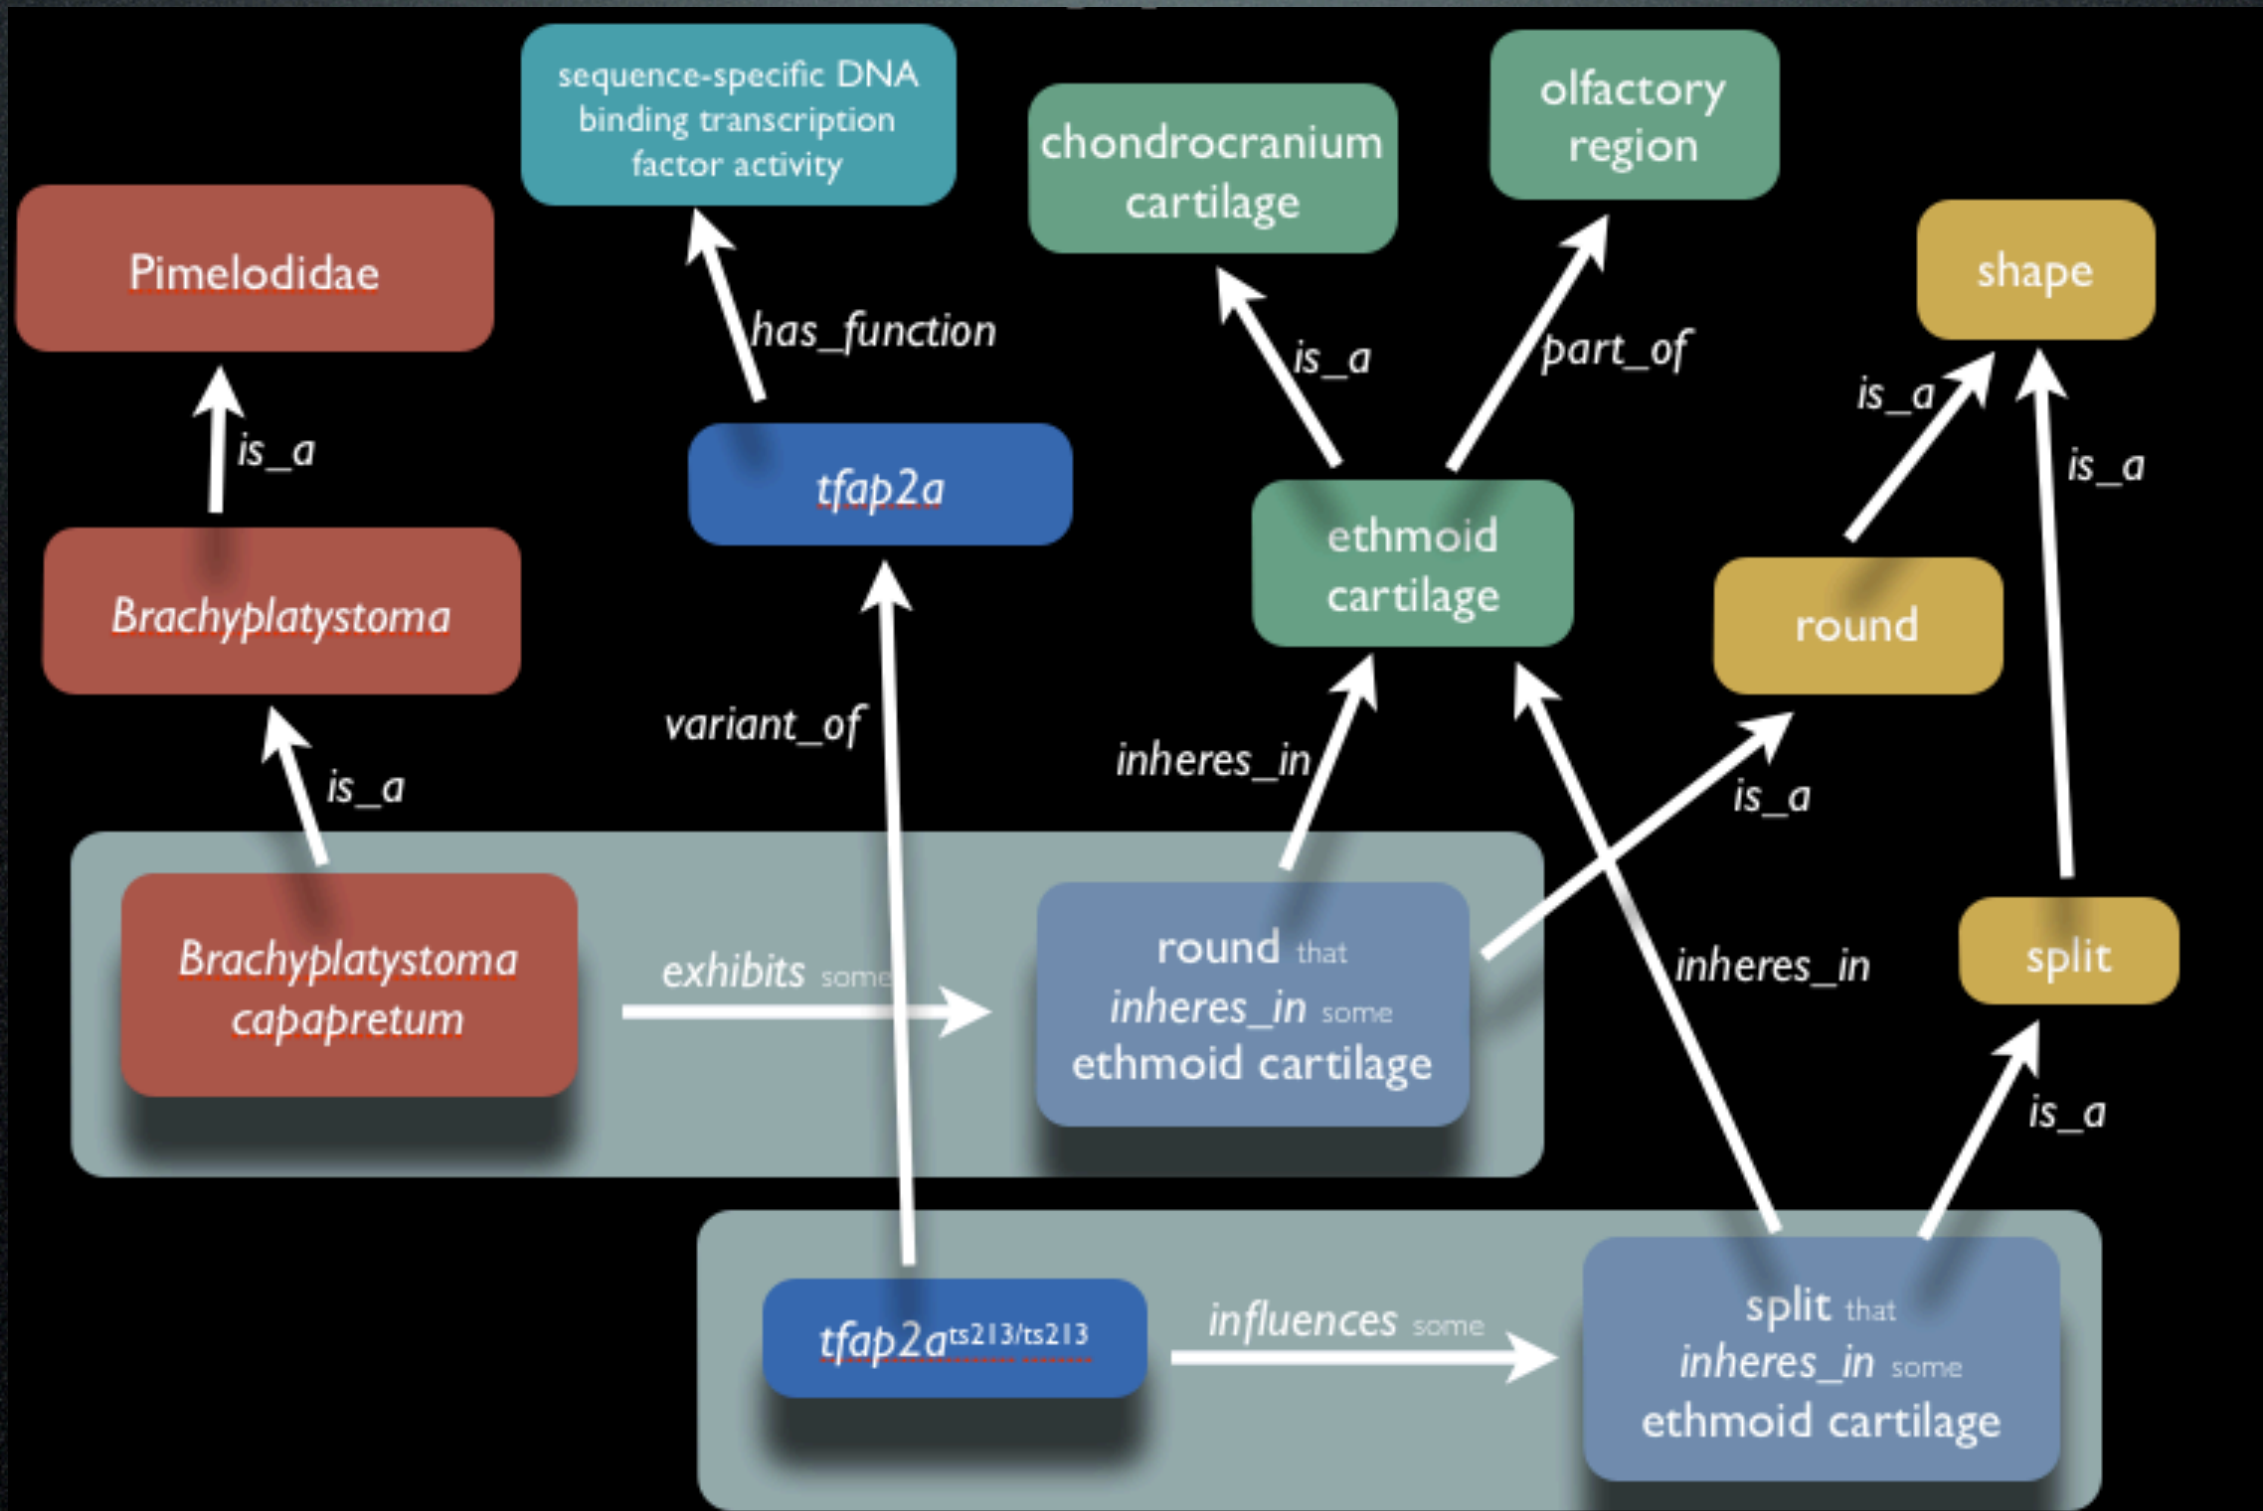 sequence-specific DNA
binding transcription
factor activity
chondrocranium
cartilage
olfactory
region
Pimelodidae
shape
has_function
is_a
part_of
is_a
is_a
is_a
tfap2a
ethmoid
cartilage
Brachyplatystoma
round
variant_of
inheres_in
is_a
is_a
Brachyplatystoma
capapretum
exhibits some
round that
inheres_in some
ethmoid cartilage
inheres_in
split
is_a
tfap2ats213/ts213
influences some
split that
inheres_in some
ethmoid cartilage